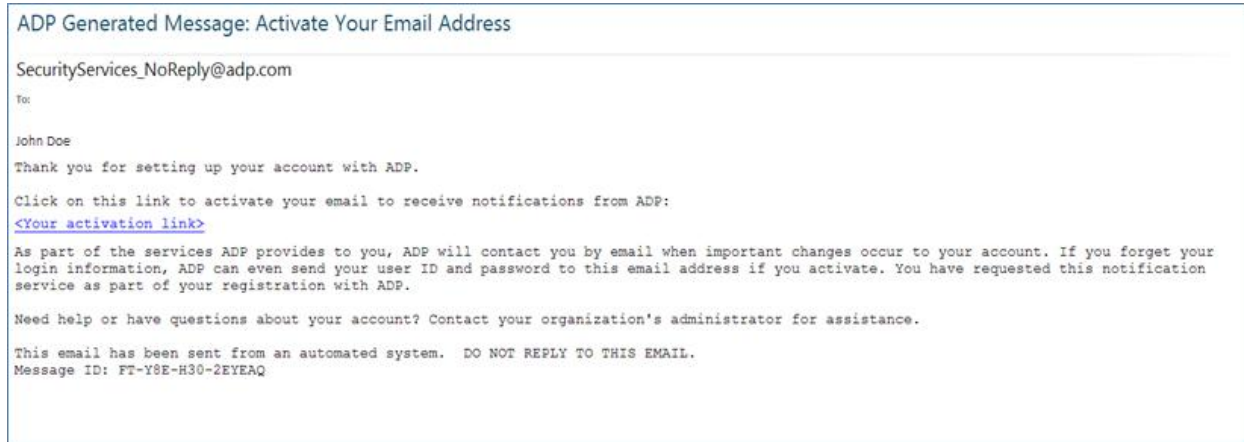 ADP Generated Message: Activate Your Email Address
SecurityServices_NoReply@adp.com
To:
John Doe
Thank you for setting up your account with ADP.
Click on this link to activate your email to receive notifications from ADP:
<Your activation link>
As part of the services ADP provides to you, ADP will contact you by email when important changes occur to your account. If you forget your
login information, ADP can even send your user ID and password to this email address if you activate. You have requested this notification
service as part of your registration with ADP.
Need help or have questions about your account? Contact your organization's administrator for assistance.
This email has been sent from an automated system.  DO NOT REPLY TO THIS EMAIL.
Message ID: FT-Y8E-H30-2EYEAQ